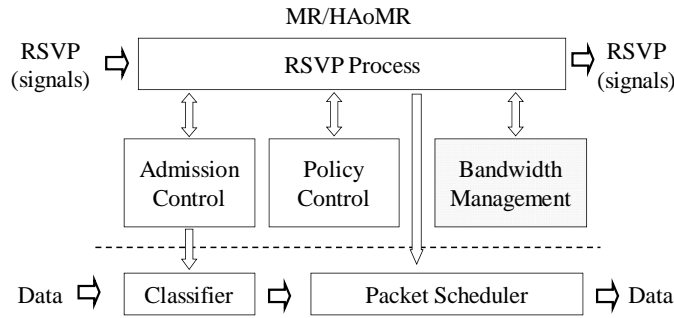 MR/HAoMR
RSVP
(signals)
RSVP Process
RSVP
(signals)
Admission
Control
Policy
Control
Bandwidth
Management
Data
Classifier
Packet Scheduler
Data